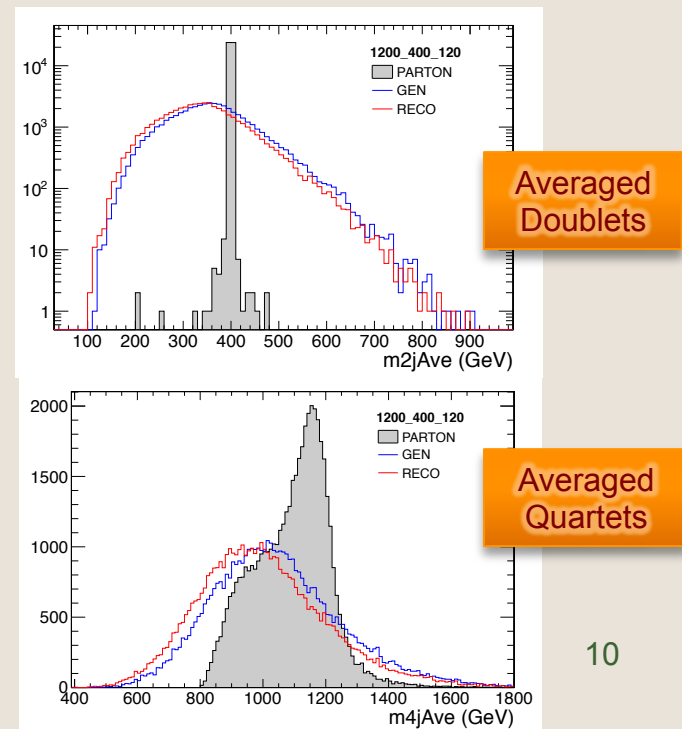 1200_400_120
PARTON
GEN
RECO
10⁴
10³
10²
10
1
100 200 300 400 500 600 700 800 900
m2jAve (GeV)
Averaged
Doublets
1200_400_120
PARTON
GEN
RECO
2000
1500
1000
500
0
400 600 800 1000 1200 1400 1600 1800
m4jAve (GeV)
Averaged
Quartets
10